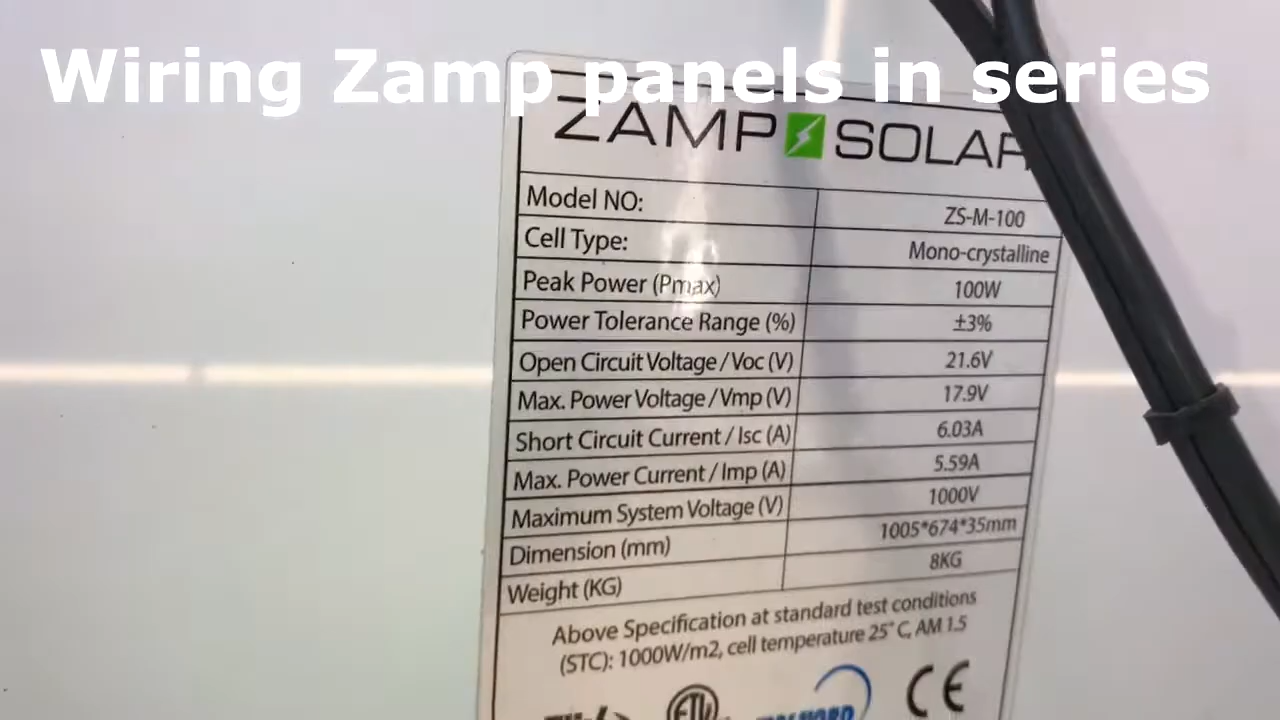 Wiring Zamp panels in series
ZAMP SOLAR
Model NO: ZS-M-100
Cell Type: Mono-crystalline
Peak Power (Pmax) 100W
Power Tolerance Range (%) ±3%
Open Circuit Voltage / Voc (V) 21.6V
Max. Power Voltage / Vmp (V) 17.9V
Short Circuit Current / Isc (A) 6.03A
Max. Power Current / Imp (A) 5.59A
Maximum System Voltage (V) 1000V
Dimension (mm) 1005*674*35mm
Weight (KG) 8KG
Above Specification at standard test conditions
(STC): 1000W/m2, cell temperature 25°C, AM 1.5
ETL CE